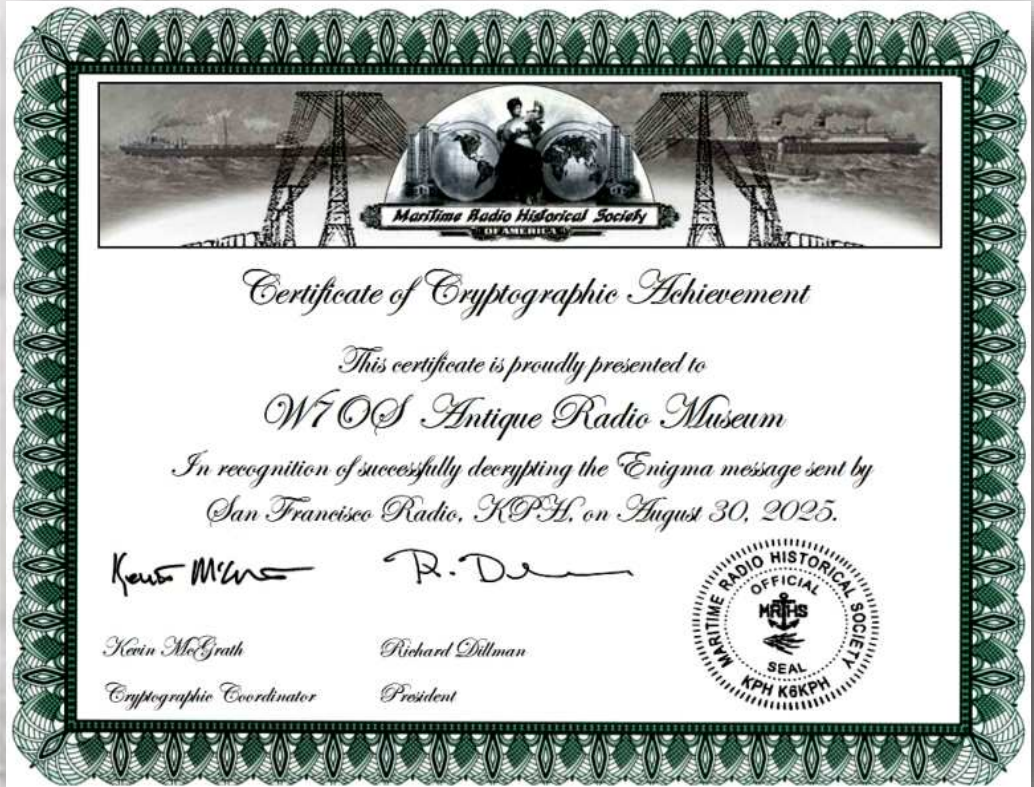 Maritime Radio Historical Society
OF AMERICA
Certificate of Cryptographic Achievement
This certificate is proudly presented to
W7OS Antique Radio Museum
In recognition of successfully decrypting the Enigma message sent by
San Francisco Radio, KPH, on August 30, 2025.
R. D
Kevin McGrath
Richard Dillman
Cryptographic Coordinator
President
MARITIME RADIO HISTORICAL SOCIETY
OFFICIAL
MRHS
SEAL
KPH K6KPH